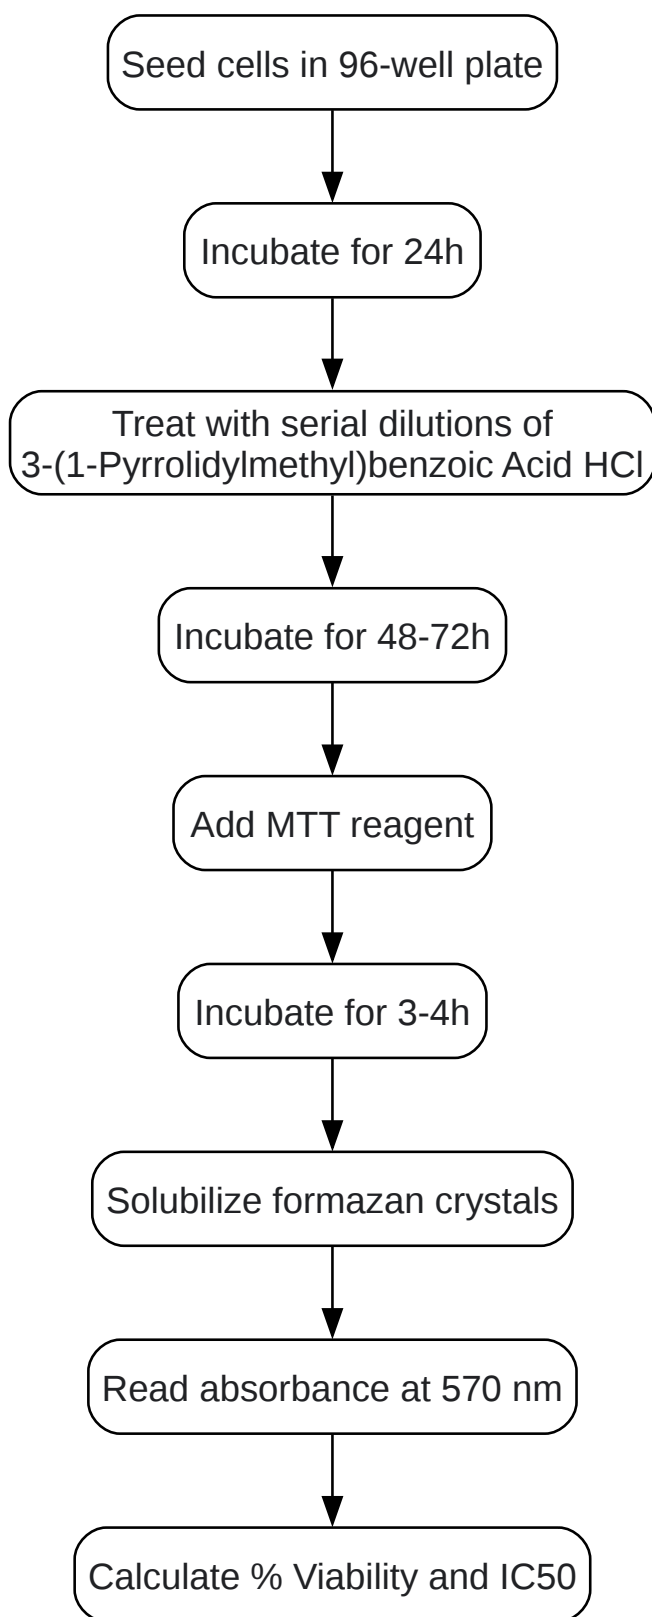 Seed cells in 96-well plate
Incubate for 24h
Treat with serial dilutions of
3-(1-Pyrrolidylmethyl)benzoic Acid HCl
Incubate for 48-72h
Add MTT reagent
Incubate for 3-4h
Solubilize formazan crystals
Read absorbance at 570 nm
Calculate % Viability and IC50